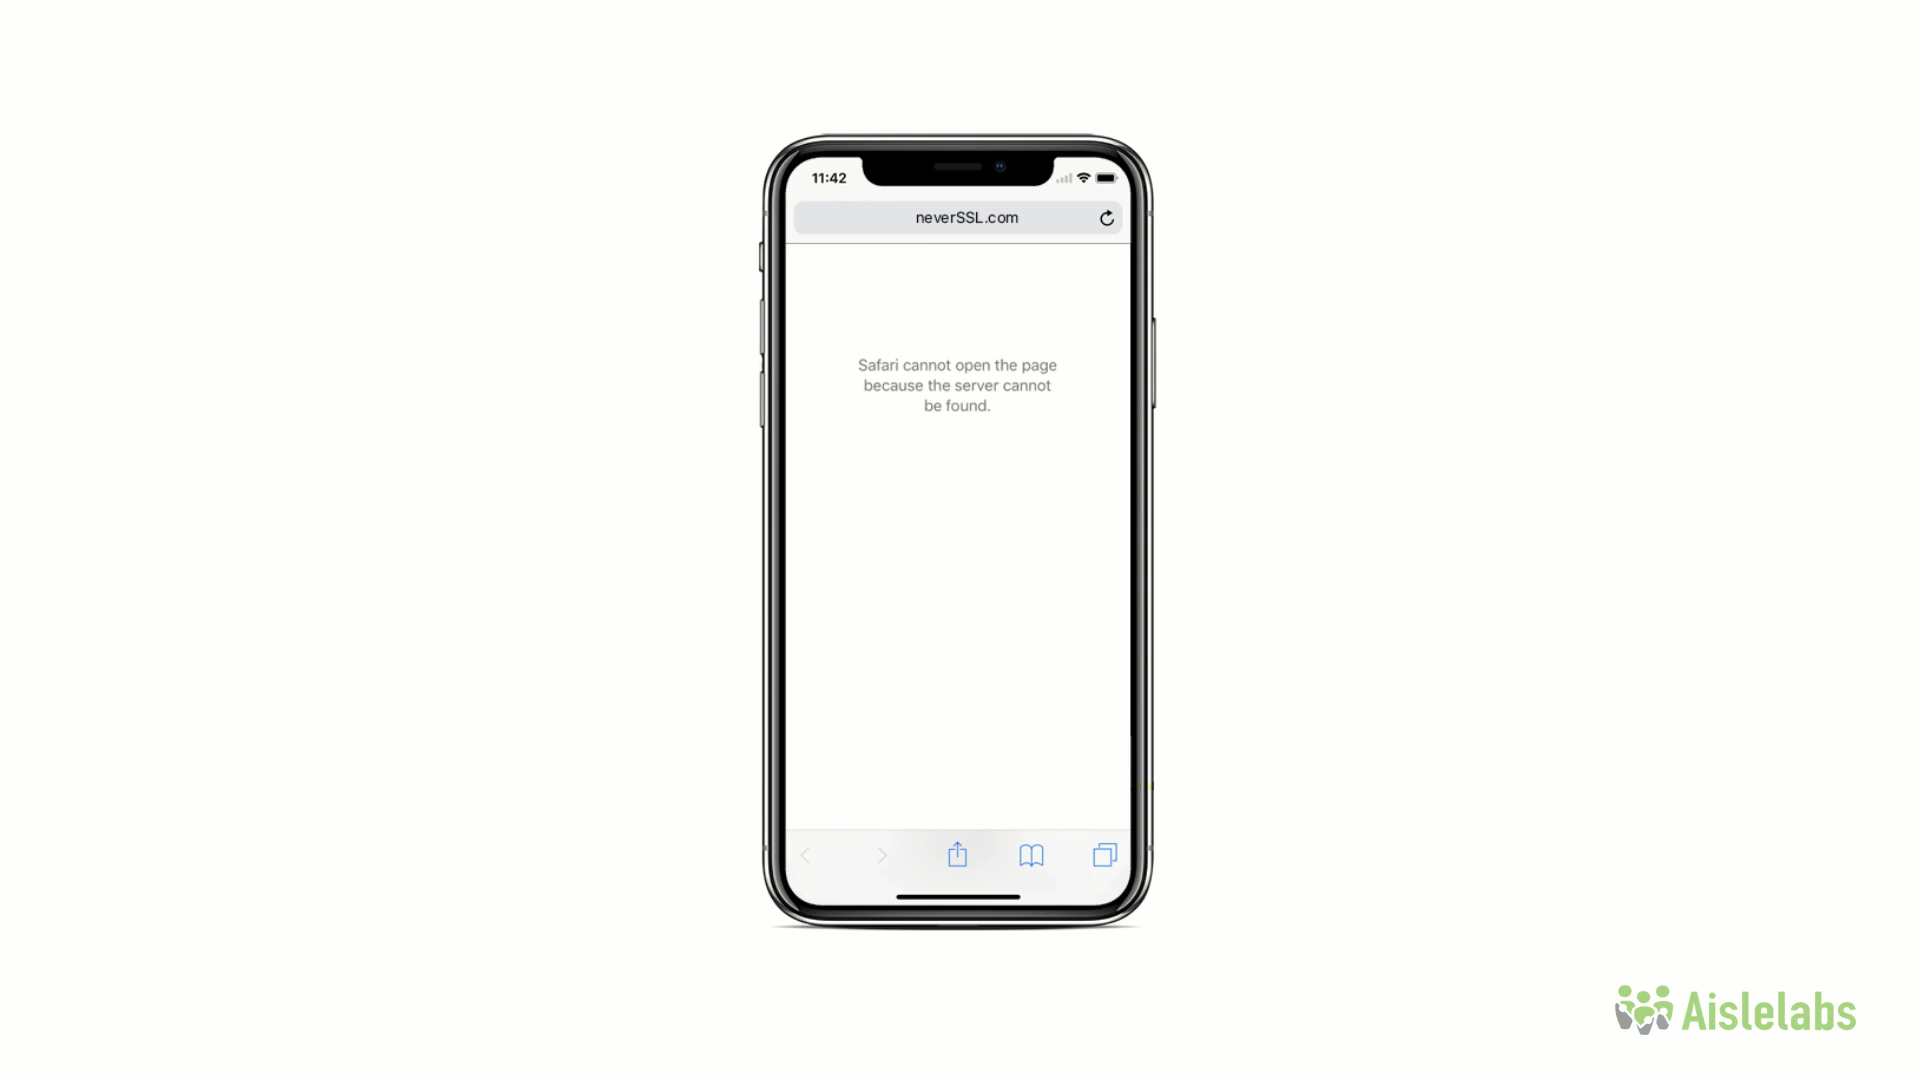 11:42
neverSSL.com
Safari cannot open the page
because the server cannot
be found.
Aislelabs